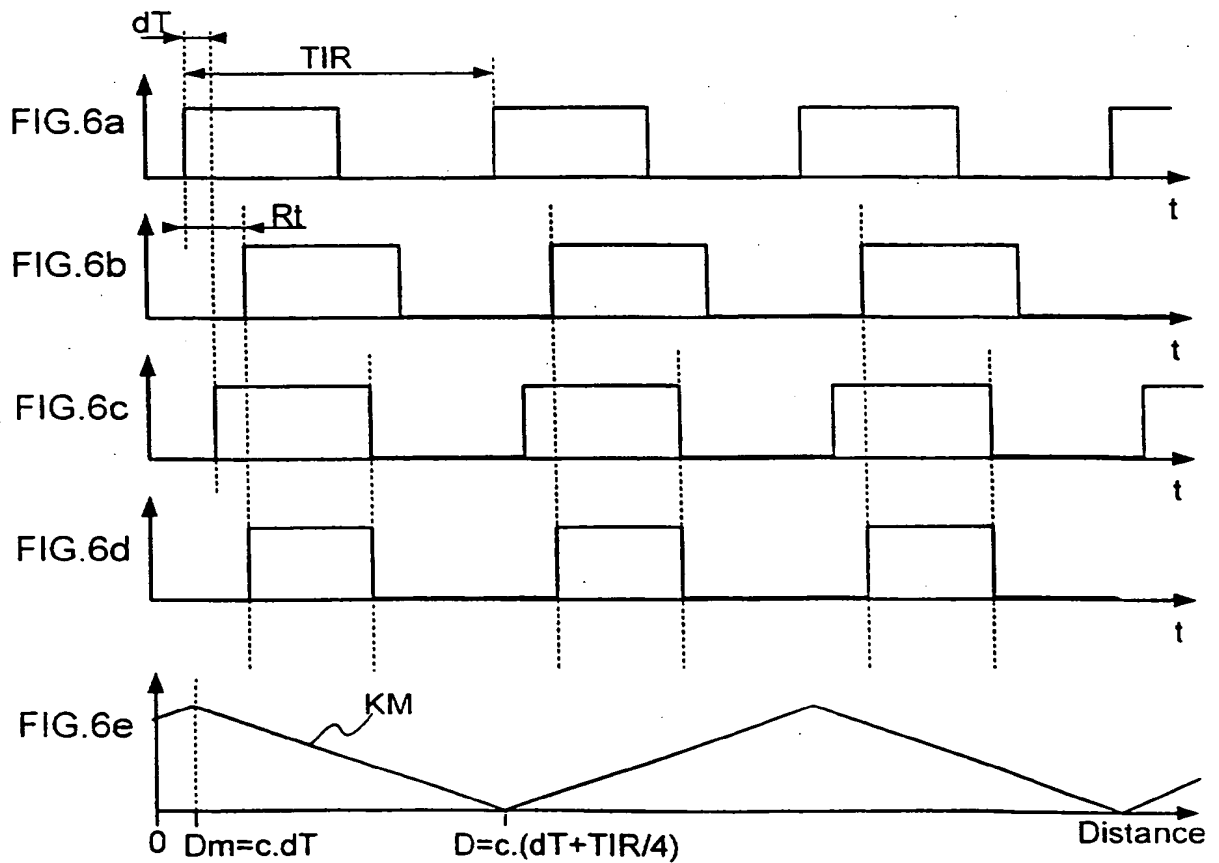 dT
TIR
FIG.6a
t
Rt
FIG.6b
t
FIG.6c
t
FIG.6d
t
FIG.6e
KM
0 Dm=c.dT D=c.(dT+TIR/4) Distance